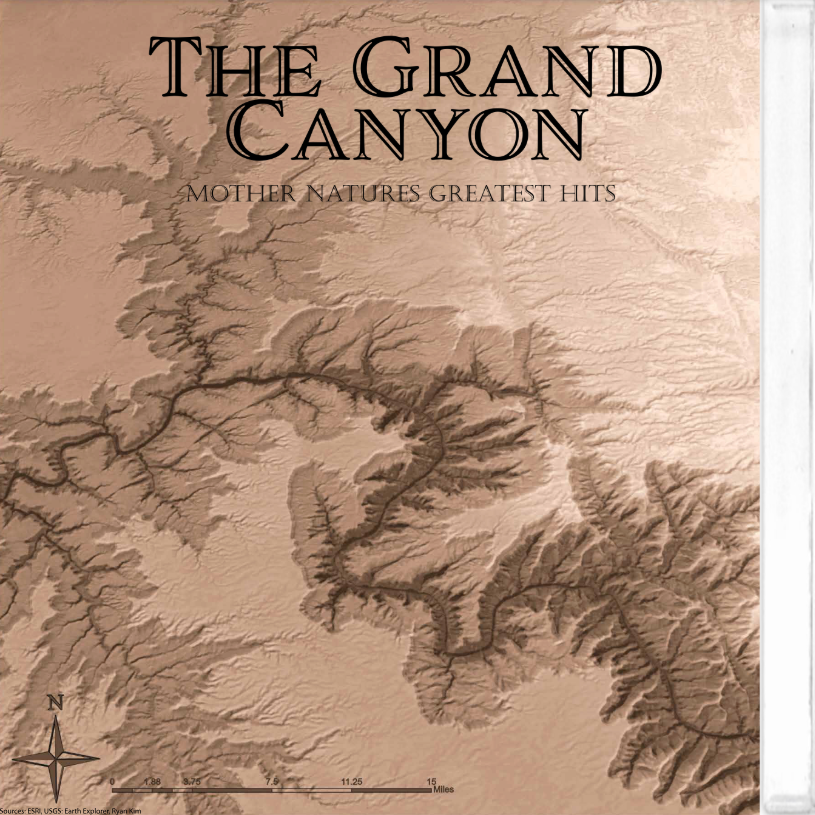 THE GRAND
CANYON
MOTHER NATURES GREATEST HITS
N
0 1.88 3.75 7.5 11.25 15
Miles
Sources: ESRI, USGS: Earth Explorer, Ryan Kim